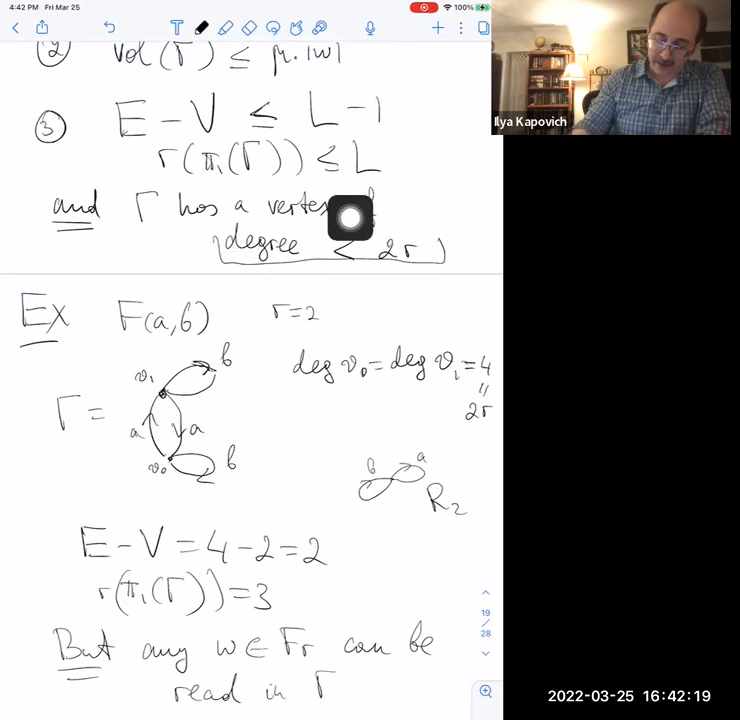 4:42 PM Fri Mar 25
100%
② Vol(Γ) ≤ μ·|w|
③ E − V ≤ L − 1
r(π₁(Γ)) ≤ L
and Γ has a vertex of
degree < 2r
Ilya Kapovich
Ex F(a,b) r=2
deg v₀ = deg v₁ = 4
"
2r
Γ =
v₁
b
a
a
v₀
b
b
a
R₂
E − V = 4 − 2 = 2
r(π₁(Γ)) = 3
But any w ∈ Fr can be
read in Γ
19
/
28
2022-03-25 16:42:19